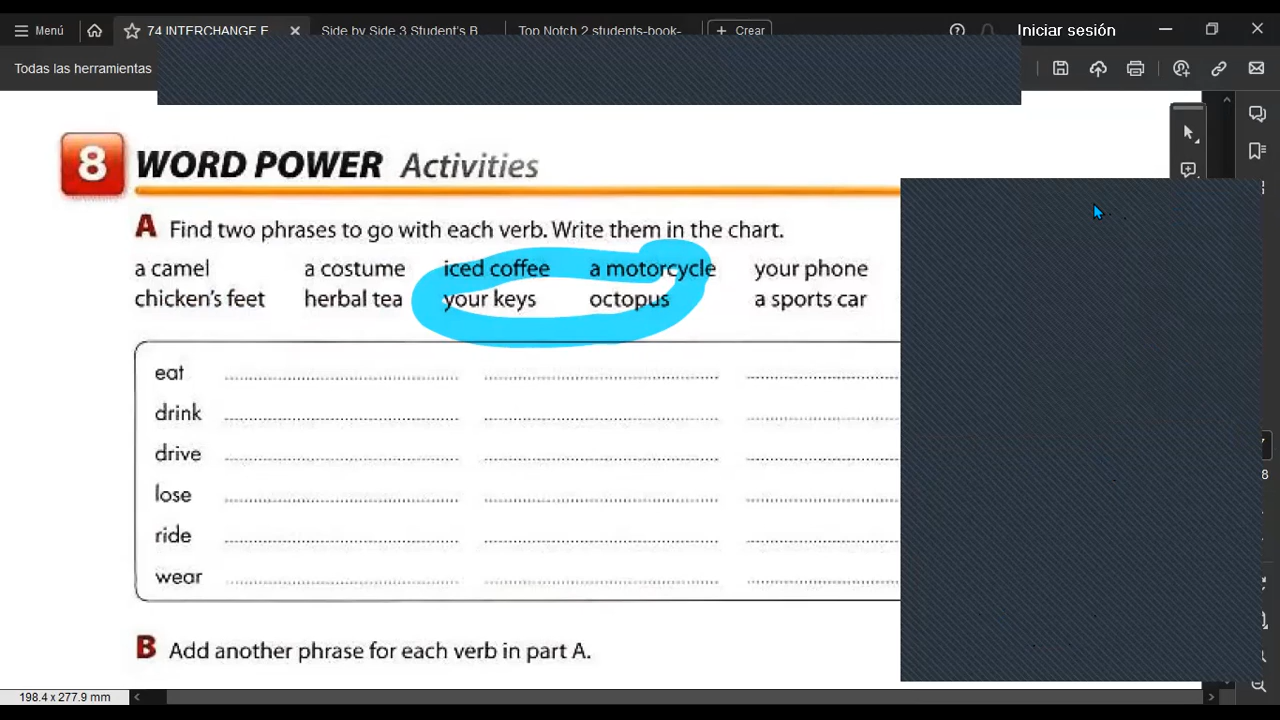 Menú 74 INTERCHANGE F Side by Side 3 Student's B Top Notch 2 students-book- + Crear Iniciar sesión
Todas las herramientas
8 WORD POWER Activities
A Find two phrases to go with each verb. Write them in the chart.
a camel a costume iced coffee a motorcycle your phone
chicken's feet herbal tea your keys octopus a sports car
eat
drink
drive
lose
ride
wear
B Add another phrase for each verb in part A.
198.4 x 277.9 mm